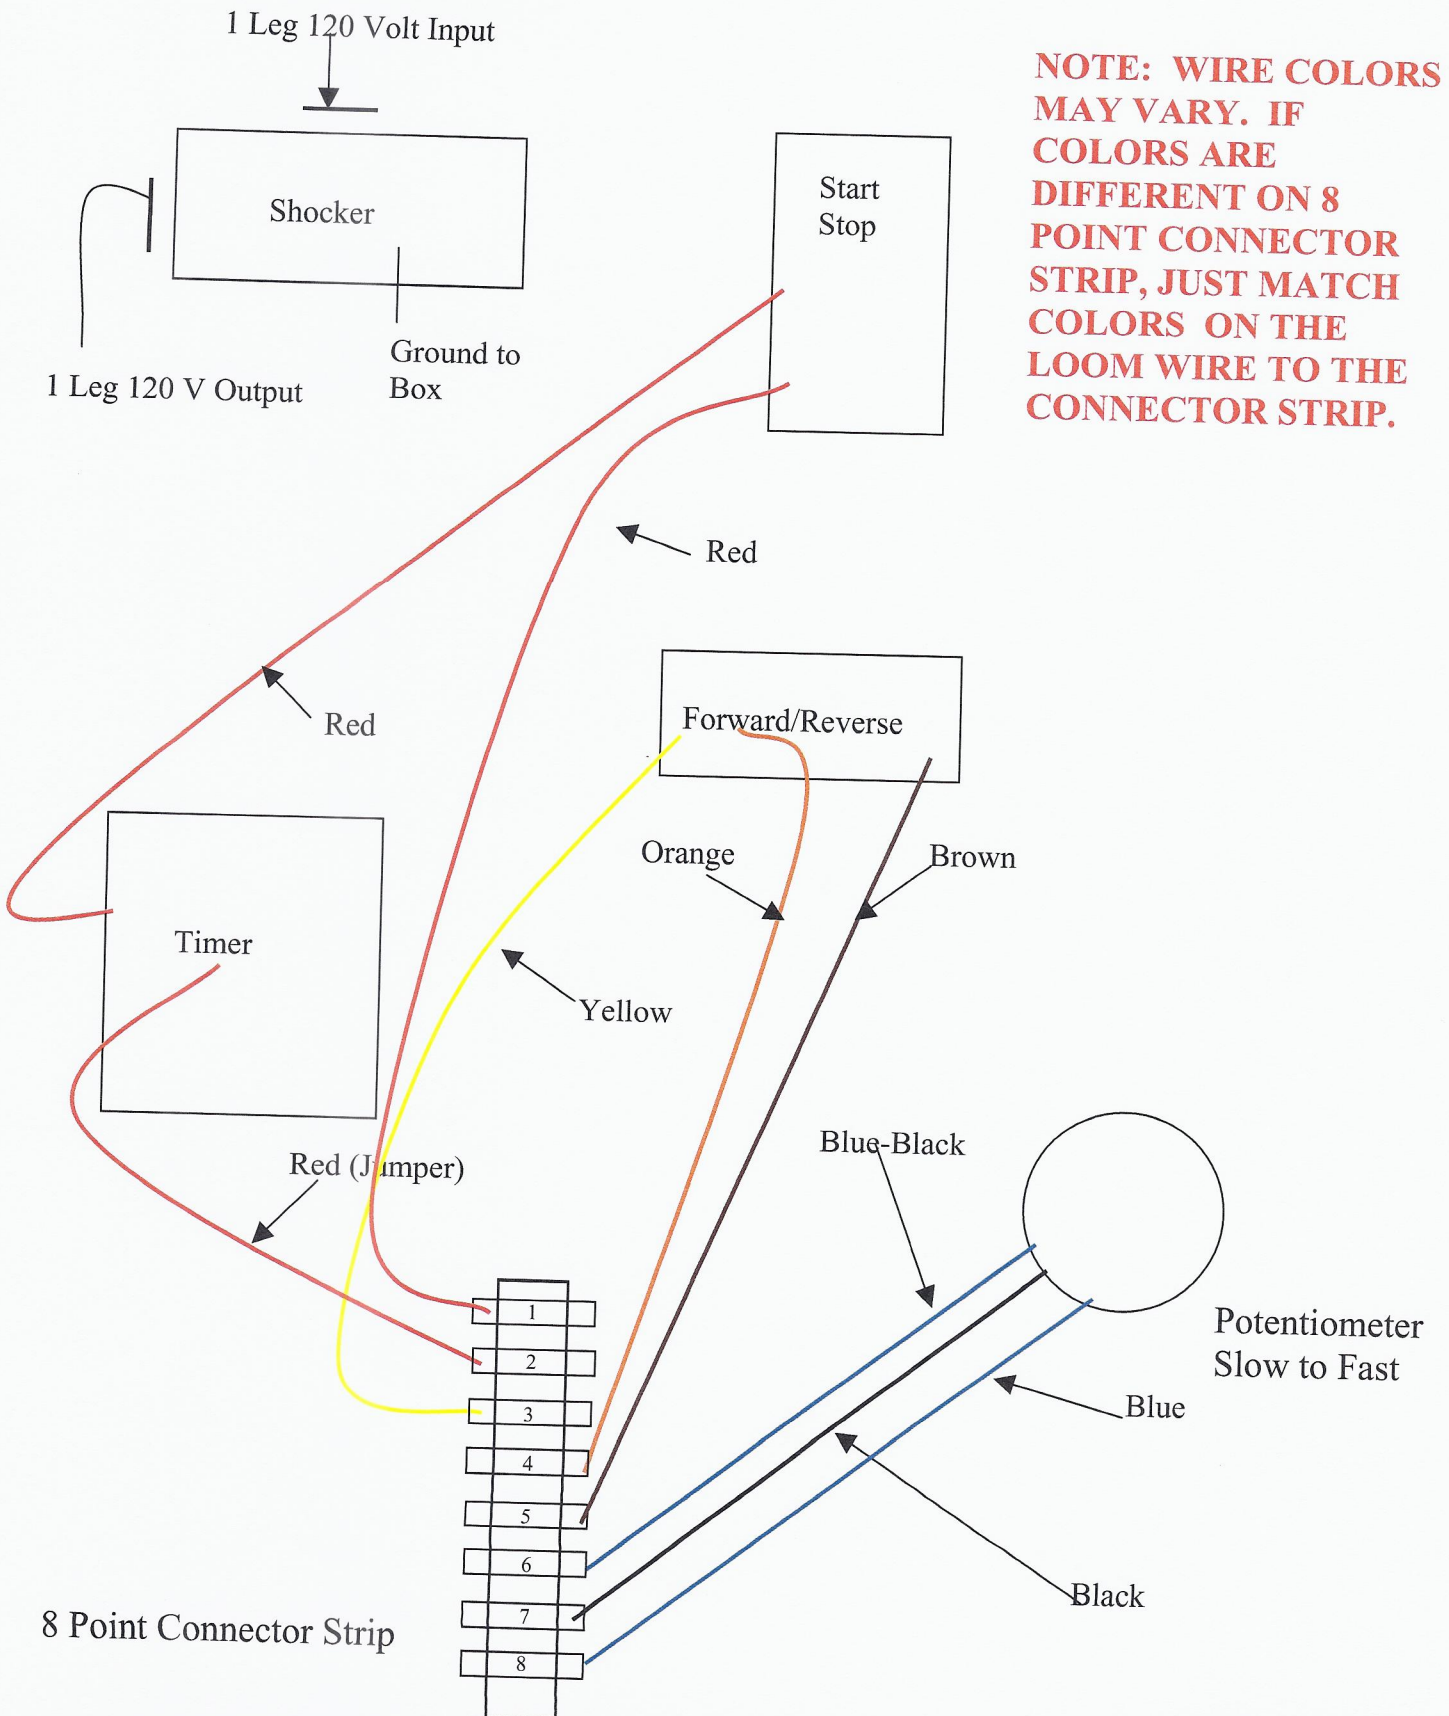 1 Leg 120 Volt Input
NOTE:  WIRE COLORS
MAY VARY.  IF
COLORS ARE
DIFFERENT ON 8
POINT CONNECTOR
STRIP, JUST MATCH
COLORS  ON THE
LOOM WIRE TO THE
CONNECTOR STRIP.
Shocker
Start
Stop
Ground to
Box
1 Leg 120 V Output
Red
Red
Forward/Reverse
Orange
Brown
Timer
Yellow
Red (Jumper)
Blue-Black
Potentiometer
Slow to Fast
Blue
Black
1
2
3
4
5
6
7
8
8 Point Connector Strip